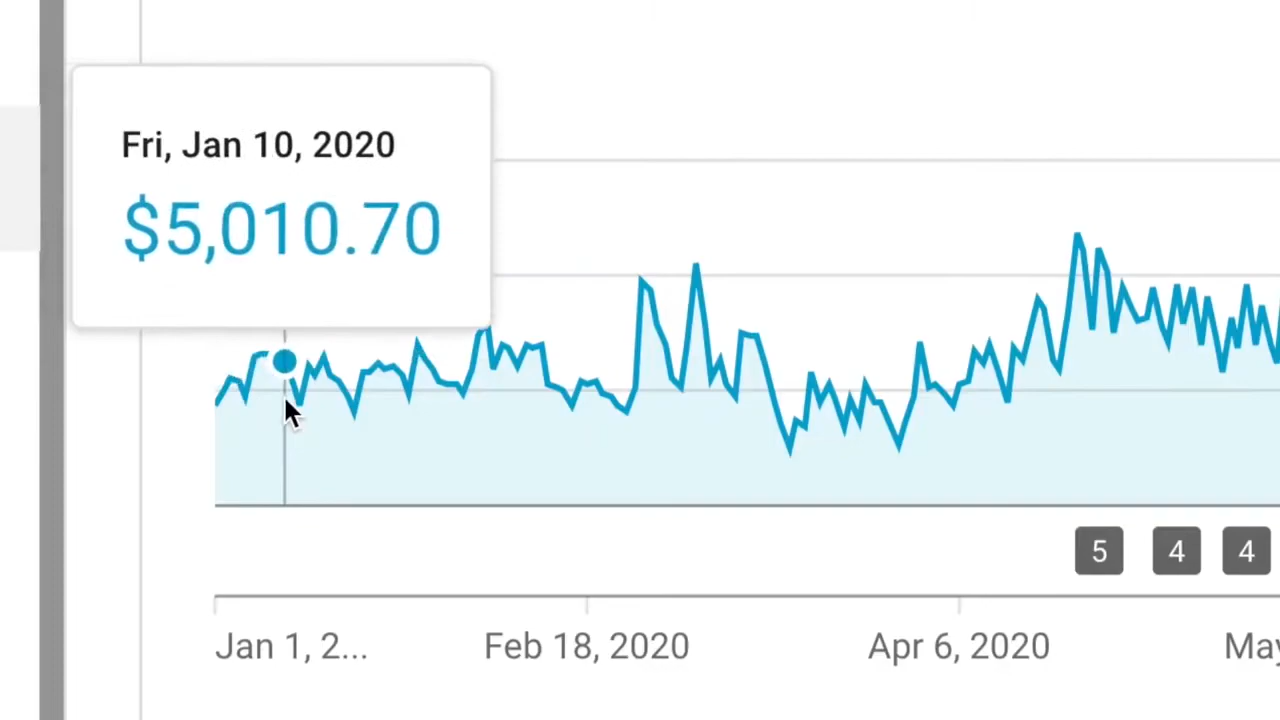 Fri, Jan 10, 2020
$5,010.70
5 4 4
Jan 1, 2... Feb 18, 2020 Apr 6, 2020 May